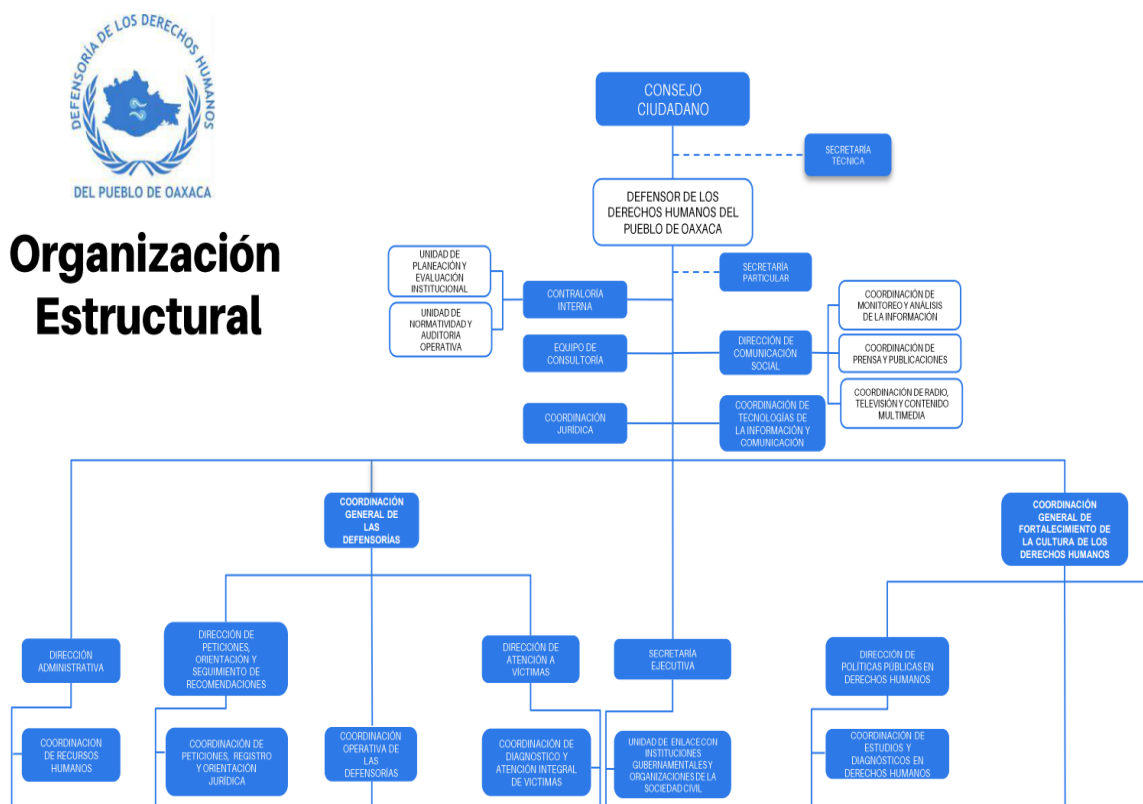 DEFENSORÍA DE LOS DERECHOS HUMANOS
DEL PUEBLO DE OAXACA
Organización
Estructural
CONSEJO
CIUDADANO
SECRETARÍA
TÉCNICA
DEFENSOR DE LOS
DERECHOS HUMANOS DEL
PUEBLO DE OAXACA
UNIDAD DE
PLANEACIÓN Y
EVALUACIÓN
INSTITUCIONAL
SECRETARÍA
PARTICULAR
CONTRALORÍA
INTERNA
COORDINACIÓN DE
MONITOREO Y ANÁLISIS
DE LA INFORMACIÓN
UNIDAD DE
NORMATIVIDAD Y
AUDITORIA
OPERATIVA
EQUIPO DE
CONSULTORÍA
DIRECCIÓN DE
COMUNICACIÓN
SOCIAL
COORDINACIÓN DE
PRENSA Y PUBLICACIONES
COORDINACIÓN DE RADIO,
TELEVISIÓN Y CONTENIDO
MULTIMEDIA
COORDINACIÓN
JURÍDICA
COORDINACIÓN DE
TECNOLOGÍAS DE
LA INFORMACIÓN Y
COMUNICACIÓN
COORDINACIÓN
GENERAL DE
LAS
DEFENSORÍAS
COORDINACIÓN
GENERAL DE
FORTALECIMIENTO DE
LA CULTURA DE LOS
DERECHOS HUMANOS
DIRECCIÓN
ADMINISTRATIVA
DIRECCIÓN DE
PETICIONES,
ORIENTACIÓN Y
SEGUIMIENTO DE
RECOMENDACIONES
DIRECCIÓN DE
ATENCIÓN A
VÍCTIMAS
SECRETARÍA
EJECUTIVA
DIRECCIÓN DE
POLÍTICAS PÚBLICAS EN
DERECHOS HUMANOS
COORDINACION
DE RECURSOS
HUMANOS
COORDINACIÓN DE
PETICIONES, REGISTRO
Y ORIENTACIÓN
JURÍDICA
COORDINACIÓN
OPERATIVA DE
LAS
DEFENSORÍAS
COORDINACIÓN DE
DIAGNOSTICO Y
ATENCIÓN INTEGRAL
DE VICTIMAS
UNIDAD DE ENLACE CON
INSTITUCIONES
GUBERNAMENTALES Y
ORGANIZACIONES DE LA
SOCIEDAD CIVIL
COORDINACIÓN DE
ESTUDIOS Y
DIAGNÓSTICOS EN
DERECHOS HUMANOS